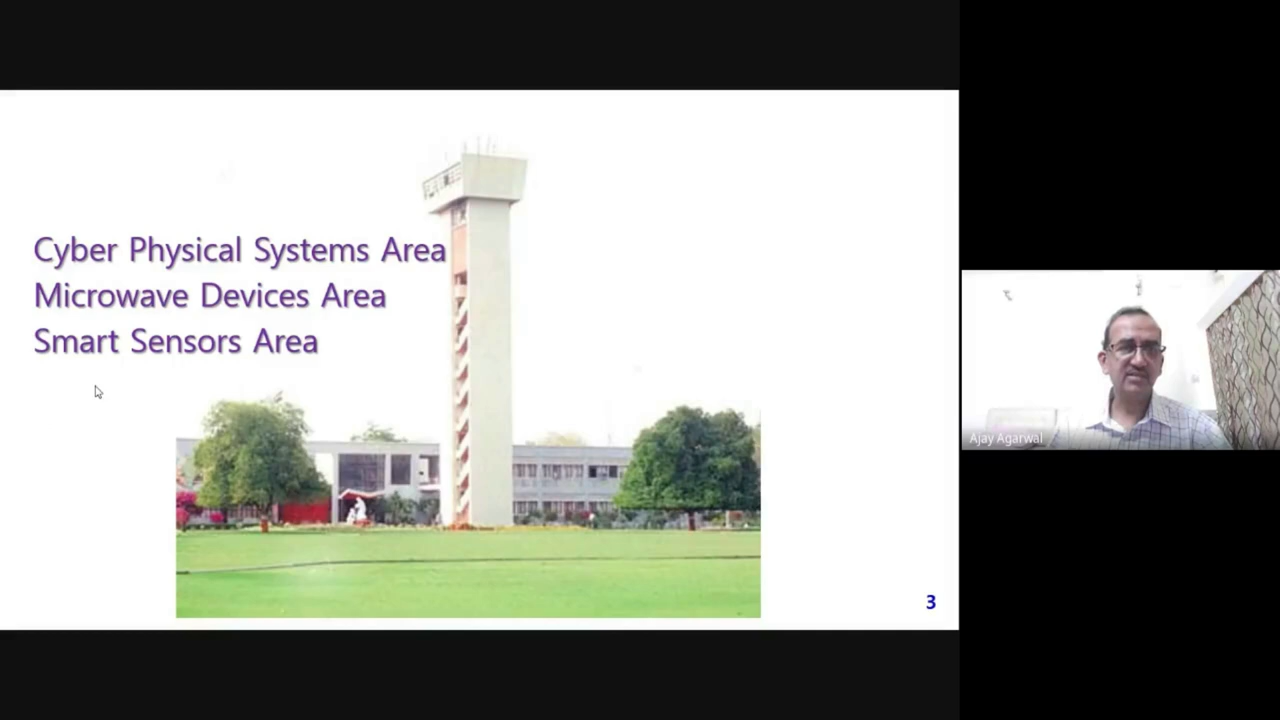 Cyber Physical Systems Area
Microwave Devices Area
Smart Sensors Area
3
Ajay Agarwal